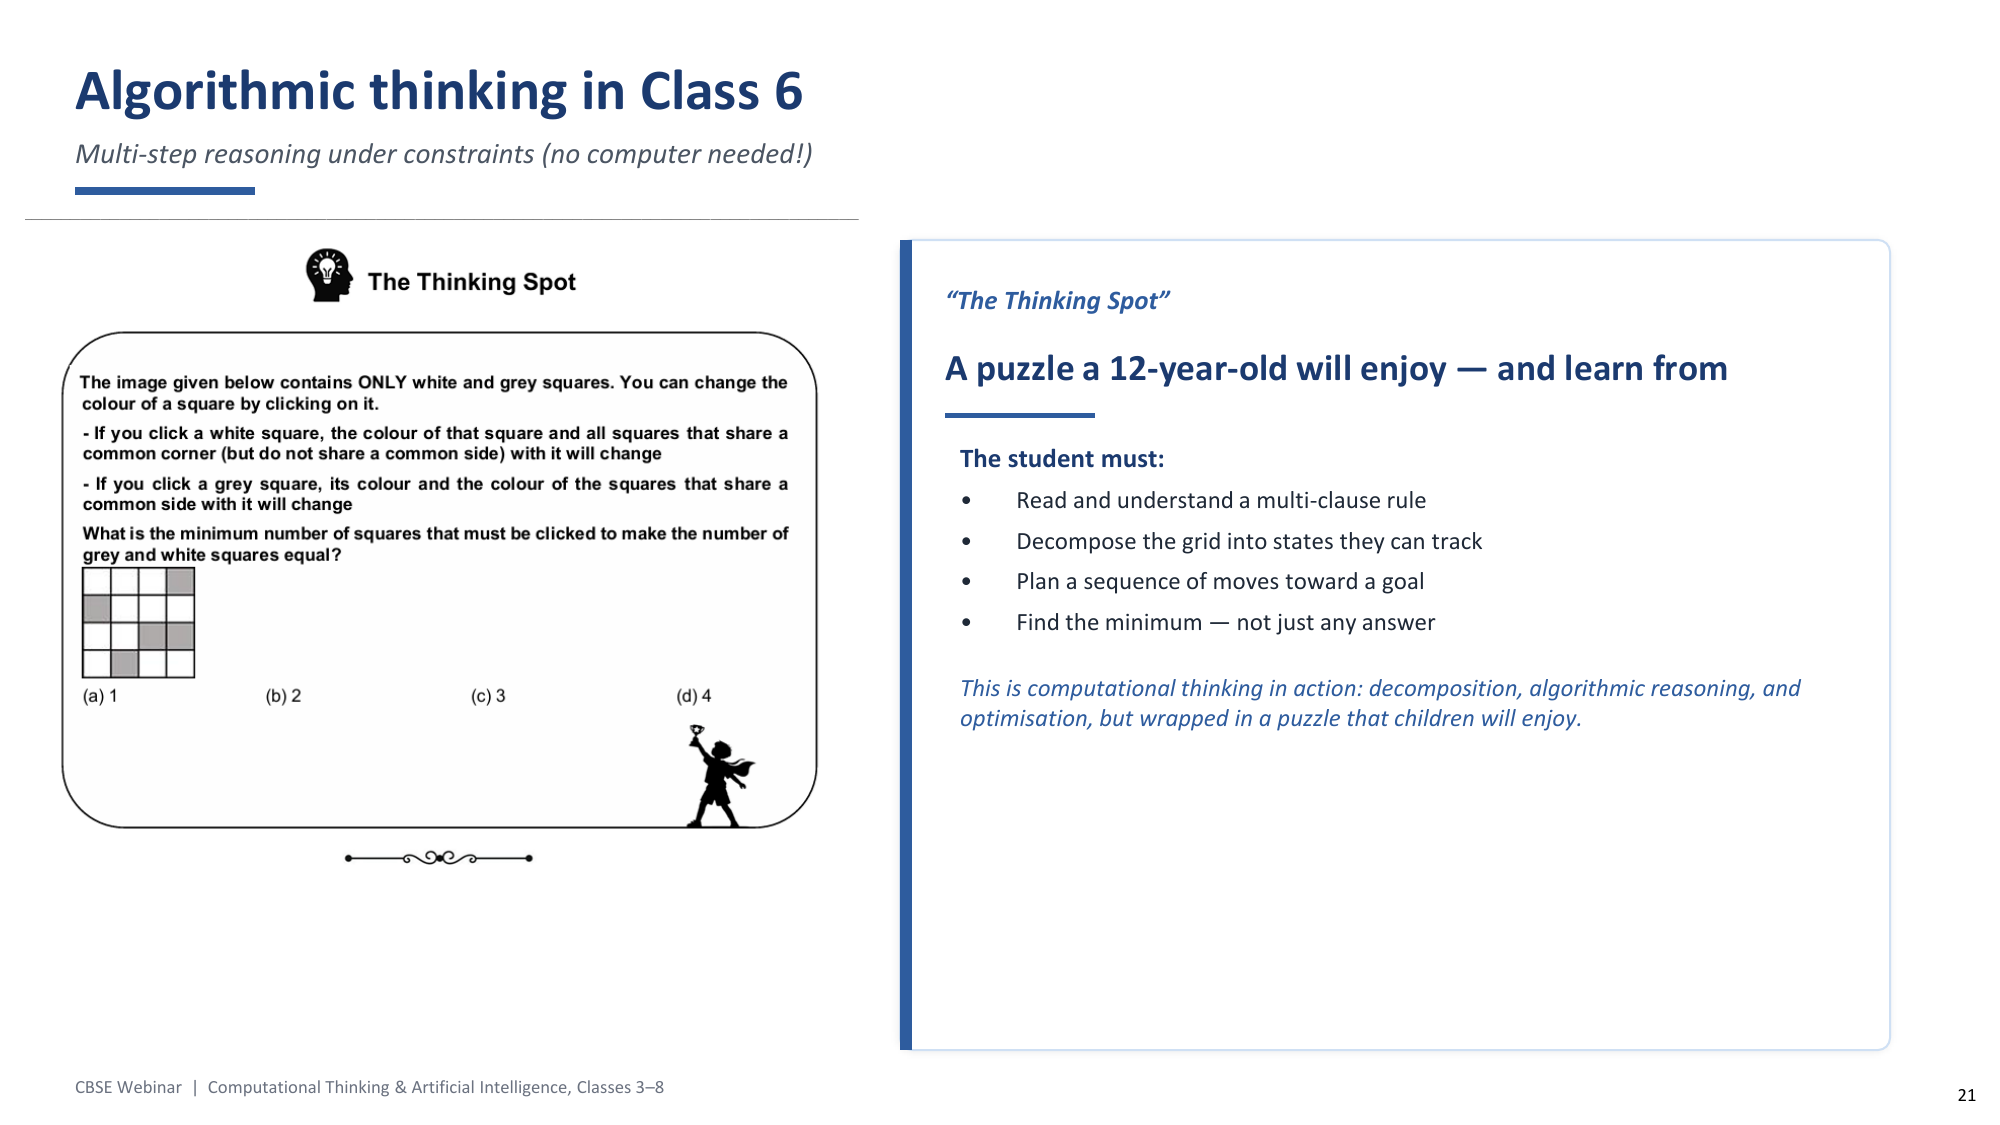 Algorithmic thinking in Class 6
Multi-step reasoning under constraints (no computer needed!)
The Thinking Spot
The image given below contains ONLY white and grey squares. You can change the
colour of a square by clicking on it.
- If you click a white square, the colour of that square and all squares that share a
common corner (but do not share a common side) with it will change
- If you click a grey square, its colour and the colour of the squares that share a
common side with it will change
What is the minimum number of squares that must be clicked to make the number of
grey and white squares equal?
(a) 1 (b) 2 (c) 3 (d) 4
“The Thinking Spot”
A puzzle a 12-year-old will enjoy — and learn from
The student must:
• Read and understand a multi-clause rule
• Decompose the grid into states they can track
• Plan a sequence of moves toward a goal
• Find the minimum — not just any answer
This is computational thinking in action: decomposition, algorithmic reasoning, and
optimisation, but wrapped in a puzzle that children will enjoy.
CBSE Webinar | Computational Thinking & Artificial Intelligence, Classes 3–8
21